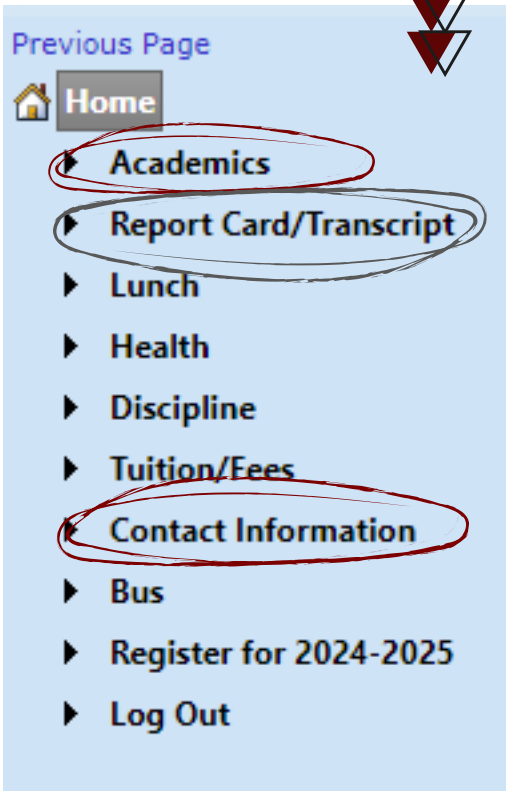 Previous Page
Home
Academics
Report Card/Transcript
Lunch
Health
Discipline
Tuition/Fees
Contact Information
Bus
Register for 2024-2025
Log Out